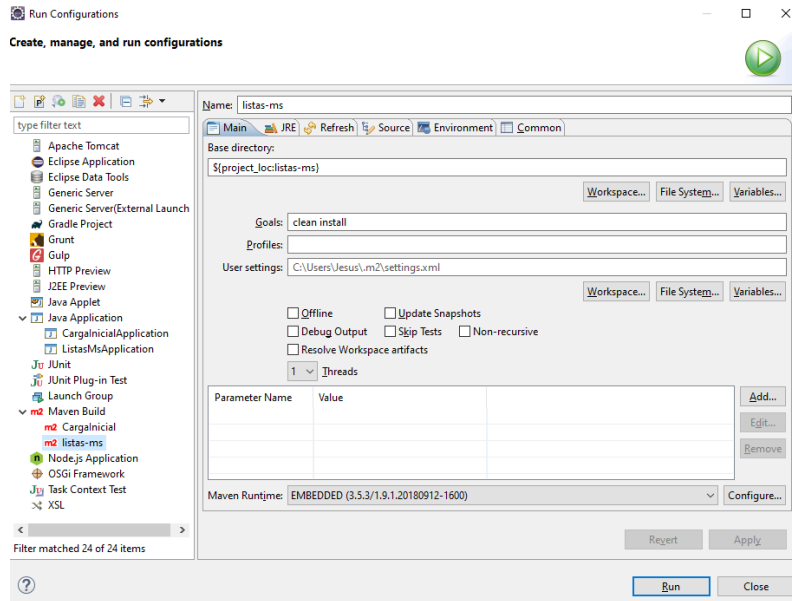 Run Configurations
Create, manage, and run configurations
type filter text
Apache Tomcat
Eclipse Application
Eclipse Data Tools
Generic Server
Generic Server(External Launch
Gradle Project
Grunt
Gulp
HTTP Preview
J2EE Preview
Java Applet
Java Application
CargaInicialApplication
ListasMsApplication
JUnit
JUnit Plug-in Test
Launch Group
Maven Build
CargaInicial
listas-ms
Node.js Application
OSGi Framework
Task Context Test
XSL
Filter matched 24 of 24 items
Name: listas-ms
Main JRE Refresh Source Environment Common
Base directory:
${project_loc:listas-ms}
Workspace... File System... Variables...
Goals: clean install
Profiles:
User settings: C:\Users\Jesus\.m2\settings.xml
Workspace... File System... Variables...
Offline Update Snapshots
Debug Output Skip Tests Non-recursive
Resolve Workspace artifacts
1 Threads
Parameter Name Value
Add...
Edit...
Remove
Maven Runtime: EMBEDDED (3.5.3/1.9.1.20180912-1600) Configure...
Revert Apply
Run Close